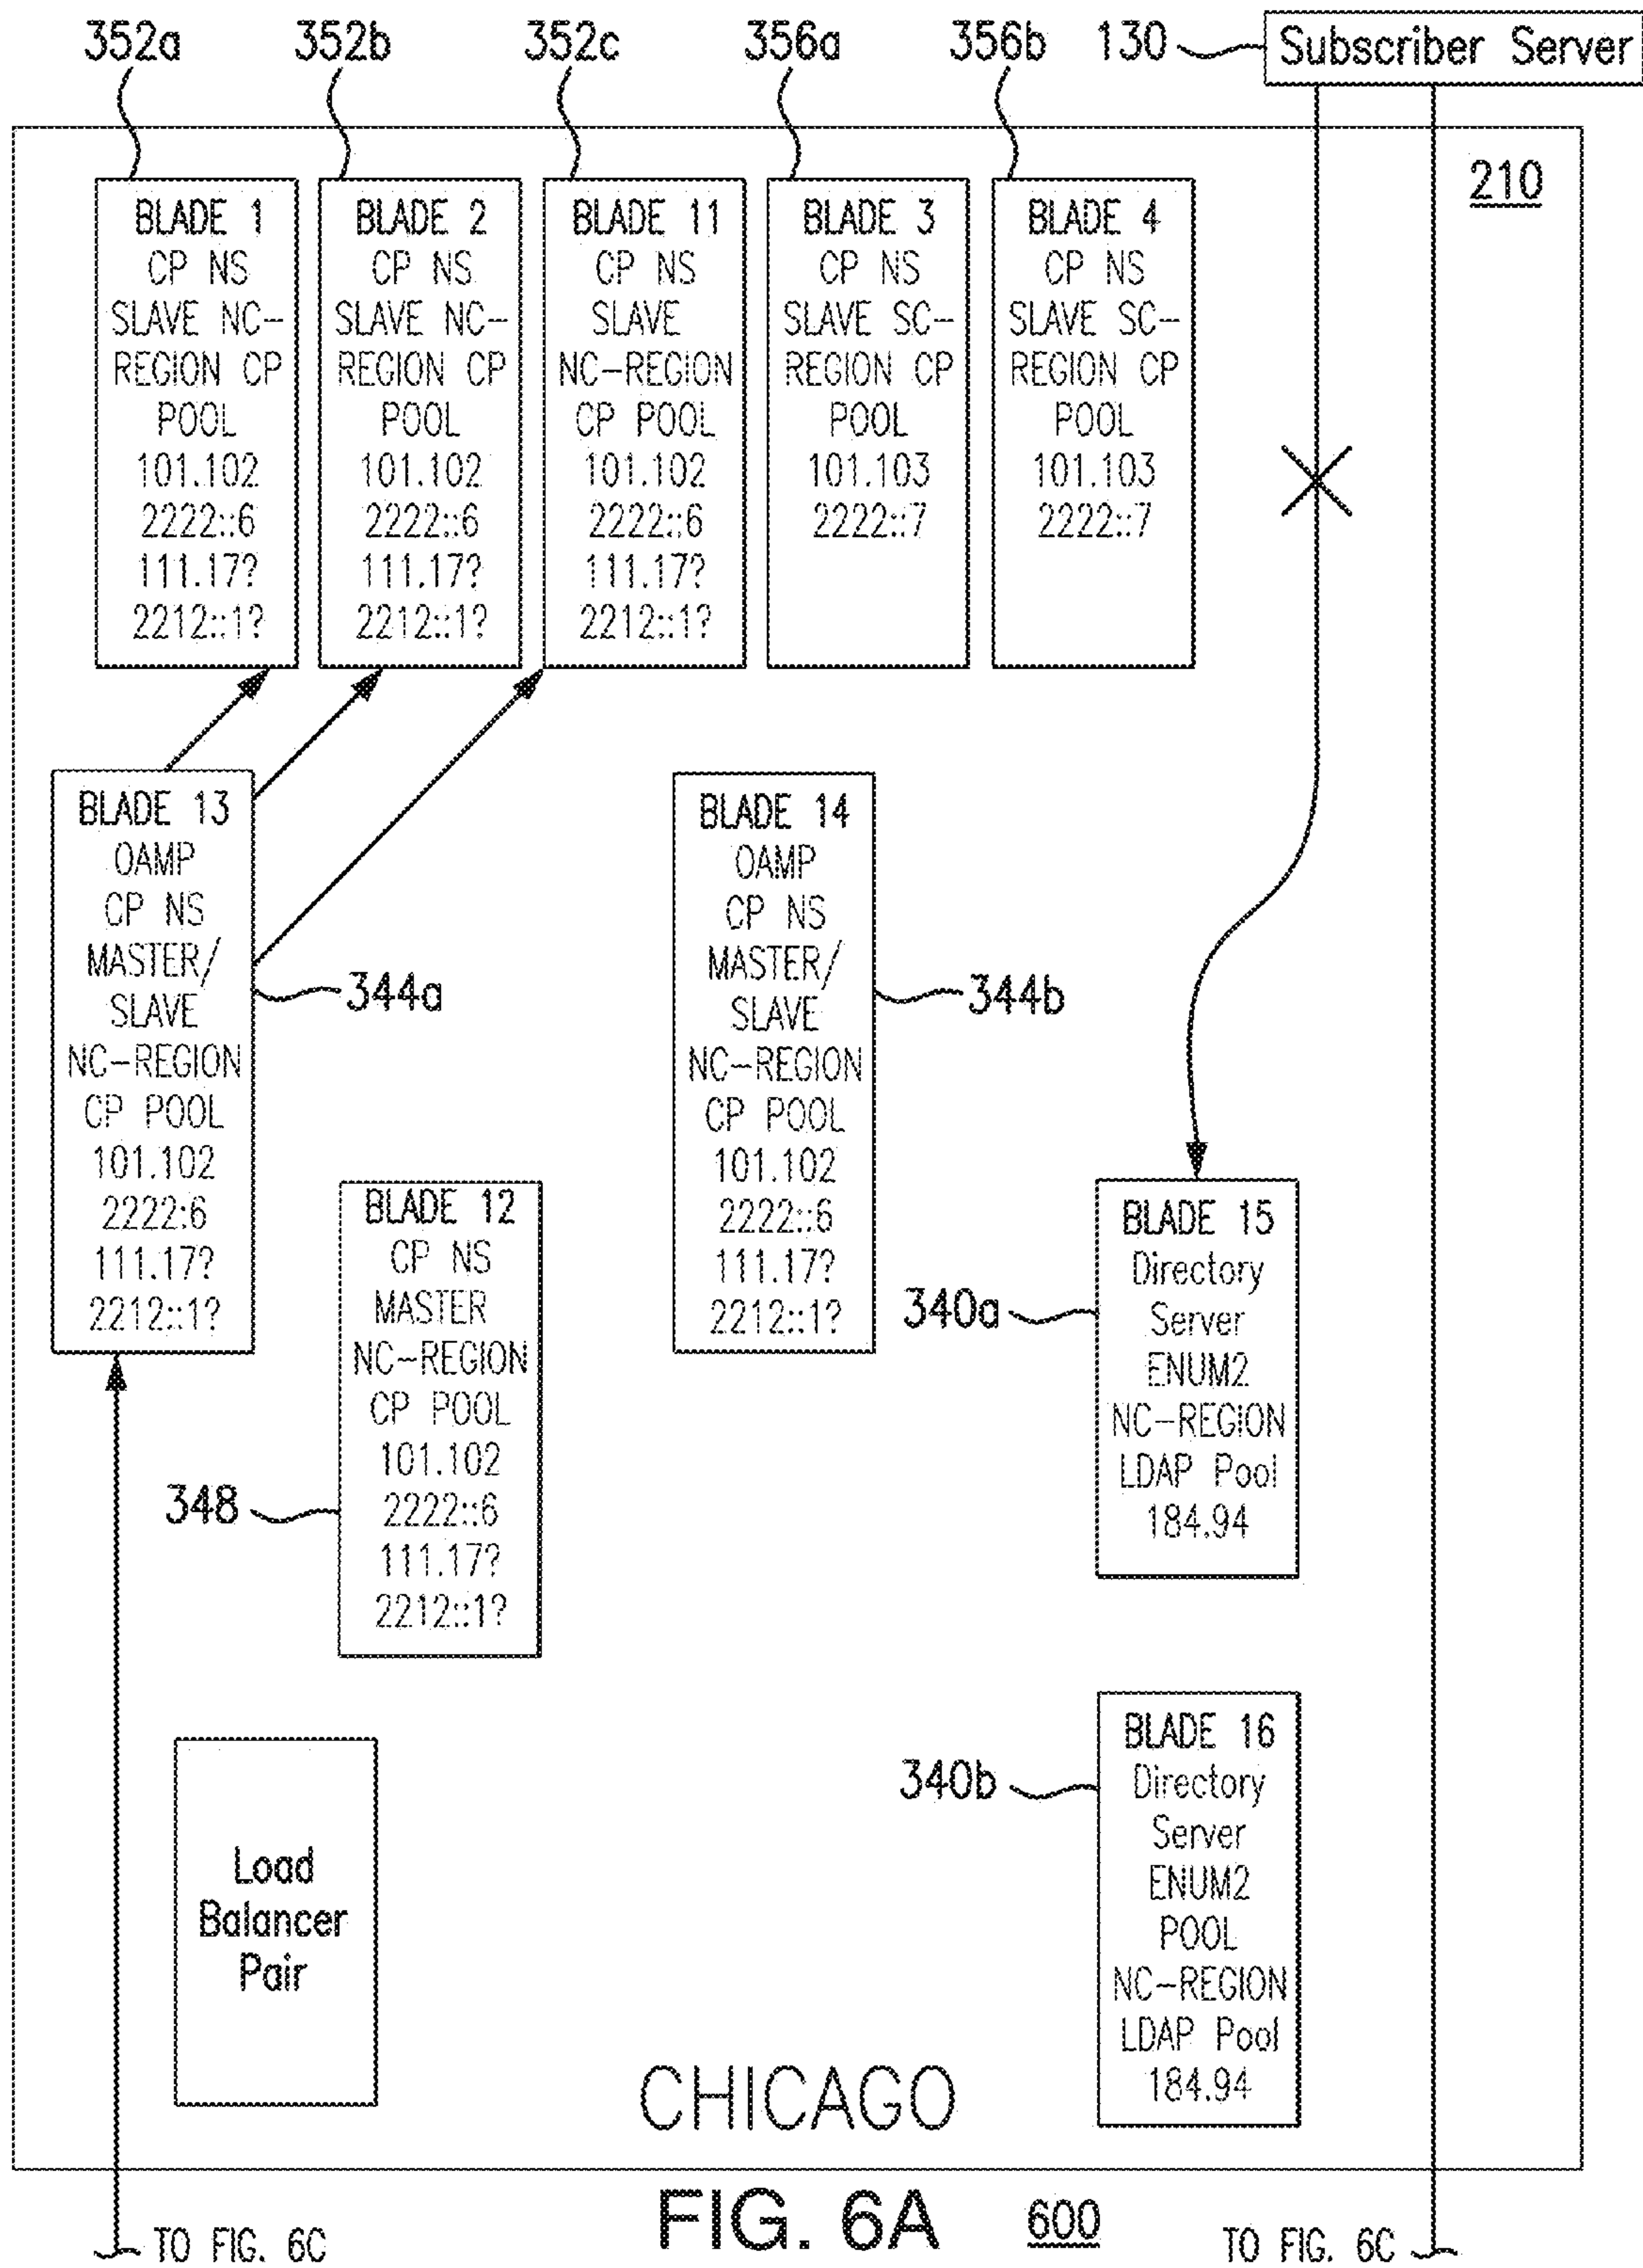 352a 352b 352c 356a 356b 130 Subscriber Server
210
BLADE 1
CP NS
SLAVE NC-
REGION CP
POOL
101.102
2222::6
111.17?
2212::1?
BLADE 2
CP NS
SLAVE NC-
REGION CP
POOL
101.102
2222::6
111.17?
2212::1?
BLADE 11
CP NS
SLAVE
NC-REGION
CP POOL
101.102
2222::6
111.17?
2212::1?
BLADE 3
CP NS
SLAVE SC-
REGION CP
POOL
101.103
2222::7
BLADE 4
CP NS
SLAVE SC-
REGION CP
POOL
101.103
2222::7
BLADE 13
OAMP
CP NS
MASTER/
SLAVE
NC-REGION
CP POOL
101.102
2222:6
111.17?
2212::1?
344a
BLADE 14
OAMP
CP NS
MASTER/
SLAVE
NC-REGION
CP POOL
101.102
2222::6
111.17?
2212::1?
344b
BLADE 12
CP NS
MASTER
NC-REGION
CP POOL
101.102
2222::6
111.17?
2212::1?
348
BLADE 15
Directory
Server
ENUM2
NC-REGION
LDAP Pool
184.94
340a
BLADE 16
Directory
Server
ENUM2
POOL
NC-REGION
LDAP Pool
184.94
340b
Load
Balancer
Pair
CHICAGO
FIG. 6A 600
TO FIG. 6C
TO FIG. 6C